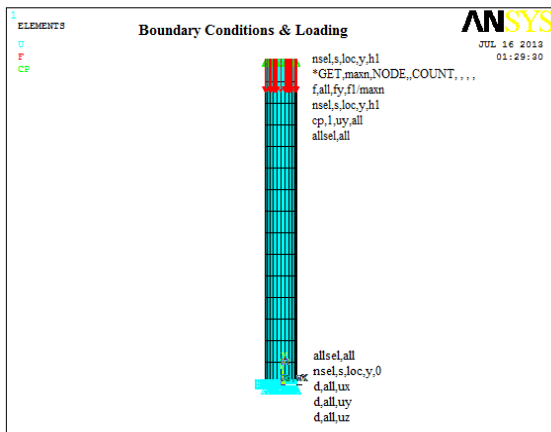 1
ELEMENTS
U
F
CP
Boundary Conditions & Loading
ANSYS
JUL 16 2013
01:29:30
nsel,s,loc,y,h1
*GET,maxn,NODE,,COUNT,,,,
f,all,fy,f1/maxn
nsel,s,loc,y,h1
cp,1,uy,all
allsel,all
allsel,all
nsel,s,loc,y,0
d,all,ux
d,all,uy
d,all,uz